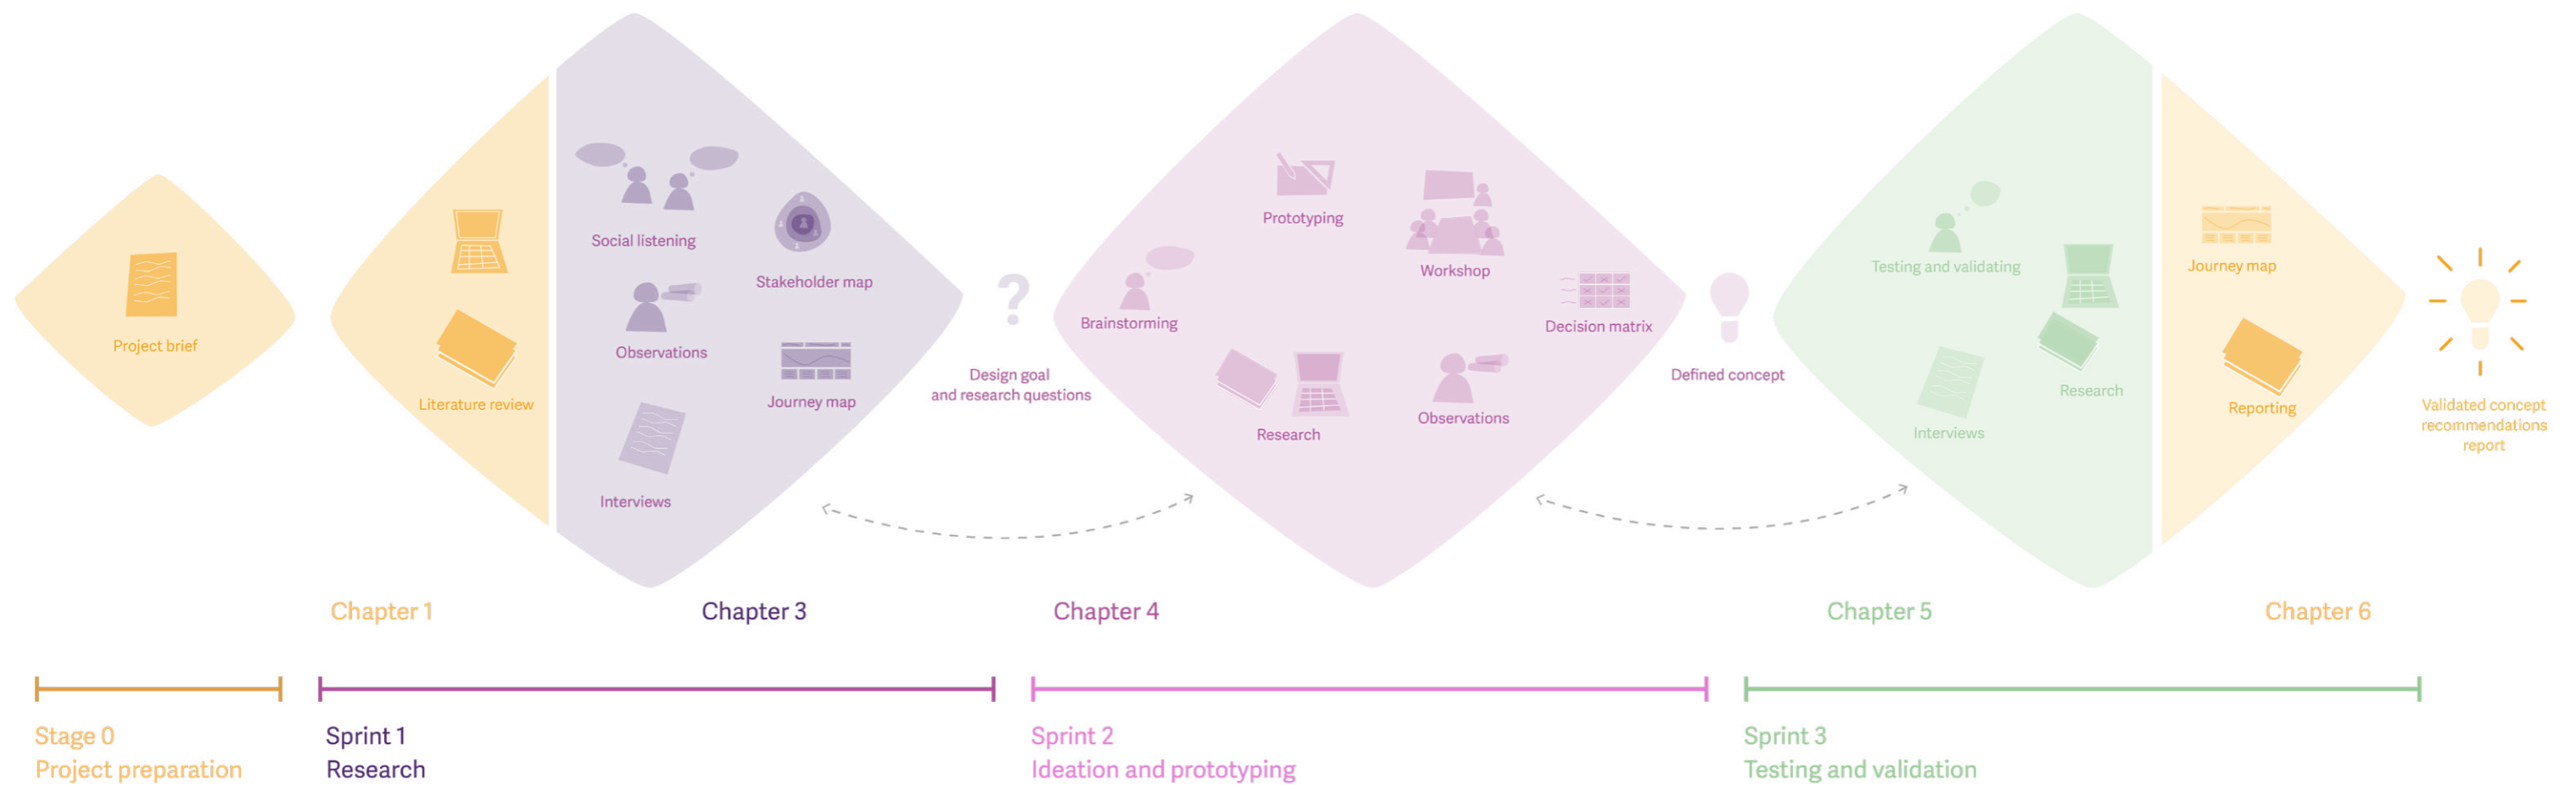 Project brief
Literature review
Social listening
Stakeholder map
Observations
Journey map
Interviews
Design goal
and research questions
Prototyping
Workshop
Brainstorming
Decision matrix
Research
Observations
Defined concept
Testing and validating
Research
Interviews
Journey map
Reporting
Validated concept
recommendations
report
Chapter 1
Chapter 3
Chapter 4
Chapter 5
Chapter 6
Stage 0
Project preparation
Sprint 1
Research
Sprint 2
Ideation and prototyping
Sprint 3
Testing and validation